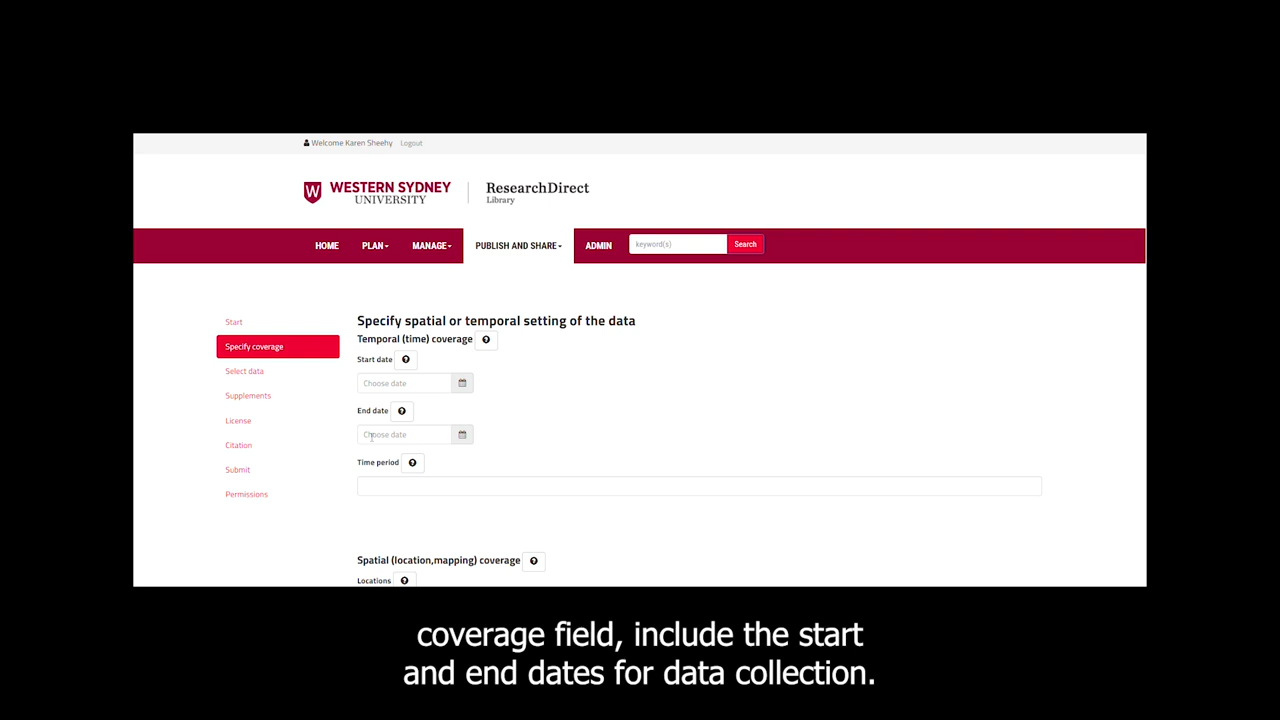 Welcome Karen Sheehy Logout
W WESTERN SYDNEY UNIVERSITY
ResearchDirect
Library
HOME PLAN MANAGE PUBLISH AND SHARE ADMIN keyword(s) Search
Start
Specify coverage
Select data
Supplements
License
Citation
Submit
Permissions
Specify spatial or temporal setting of the data
Temporal (time) coverage ?
Start date ?
Choose date
End date ?
Choose date
Time period ?
Spatial (location,mapping) coverage ?
Locations ?
coverage field, include the start
and end dates for data collection.